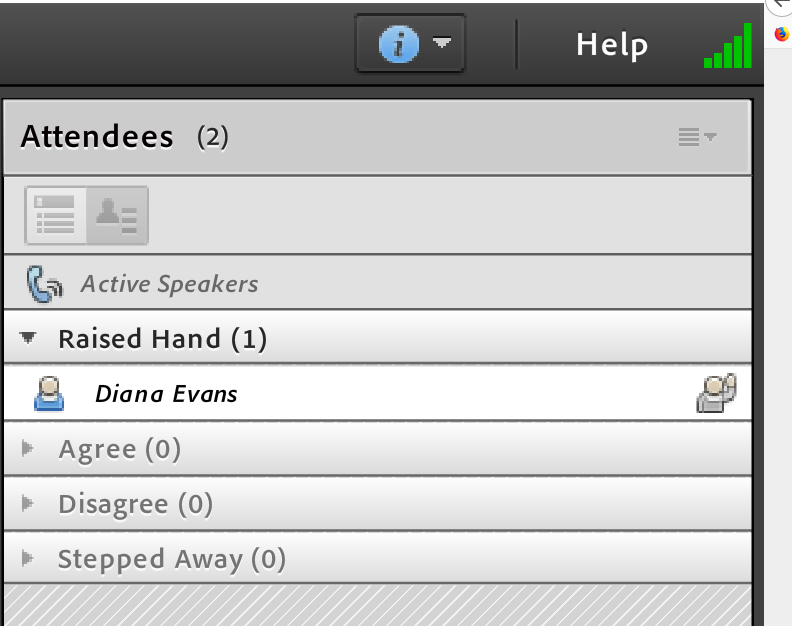 Help
Attendees (2)
Active Speakers
Raised Hand (1)
Diana Evans
Agree (0)
Disagree (0)
Stepped Away (0)